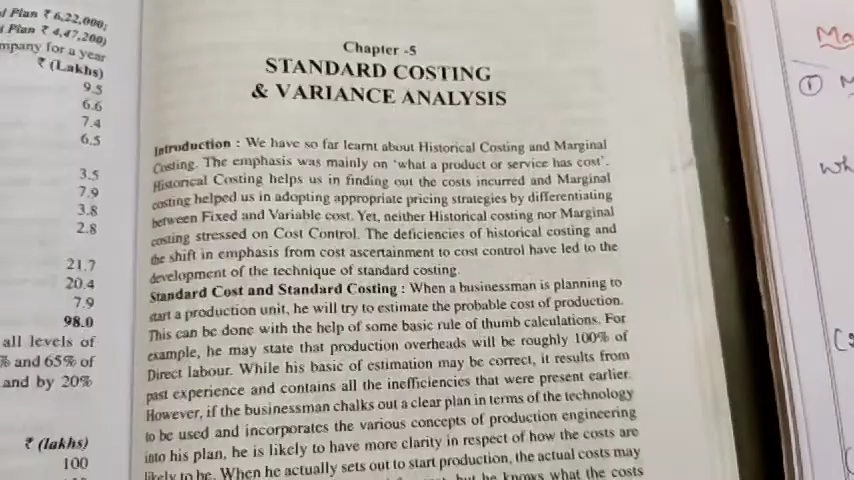 d Plan ₹ 6,22,000;
Plan ₹ 4,47,200)
mpany for a year
₹ (Lakhs)
9.5
6.6
7.4
6.5
3.5
7.9
3.8
2.8
21.7
20.4
7.9
98.0
all levels of
% and 65% of
and by 20%
₹ (lakhs)
100
Chapter -5
STANDARD COSTING
& VARIANCE ANALYSIS
Introduction : We have so far learnt about Historical Costing and Marginal
Costing. The emphasis was mainly on 'what a product or service has cost'.
Historical Costing helps us in finding out the costs incurred and Marginal
costing helped us in adopting appropriate pricing strategies by differentiating
between Fixed and Variable cost. Yet, neither Historical costing nor Marginal
costing stressed on Cost Control. The deficiencies of historical costing and
the shift in emphasis from cost ascertainment to cost control have led to the
development of the technique of standard costing.
Standard Cost and Standard Costing : When a businessman is planning to
start a production unit, he will try to estimate the probable cost of production.
This can be done with the help of some basic rule of thumb calculations. For
example, he may state that production overheads will be roughly 100% of
Direct labour. While his basic of estimation may be correct, it results from
past experience and contains all the inefficiencies that were present earlier.
However, if the businessman chalks out a clear plan in terms of the technology
to be used and incorporates the various concepts of production engineering
into his plan, he is likely to have more clarity in respect of how the costs are
likely to be. When he actually sets out to start production, the actual costs may
but he knows what the costs
Ma
① M
Wh